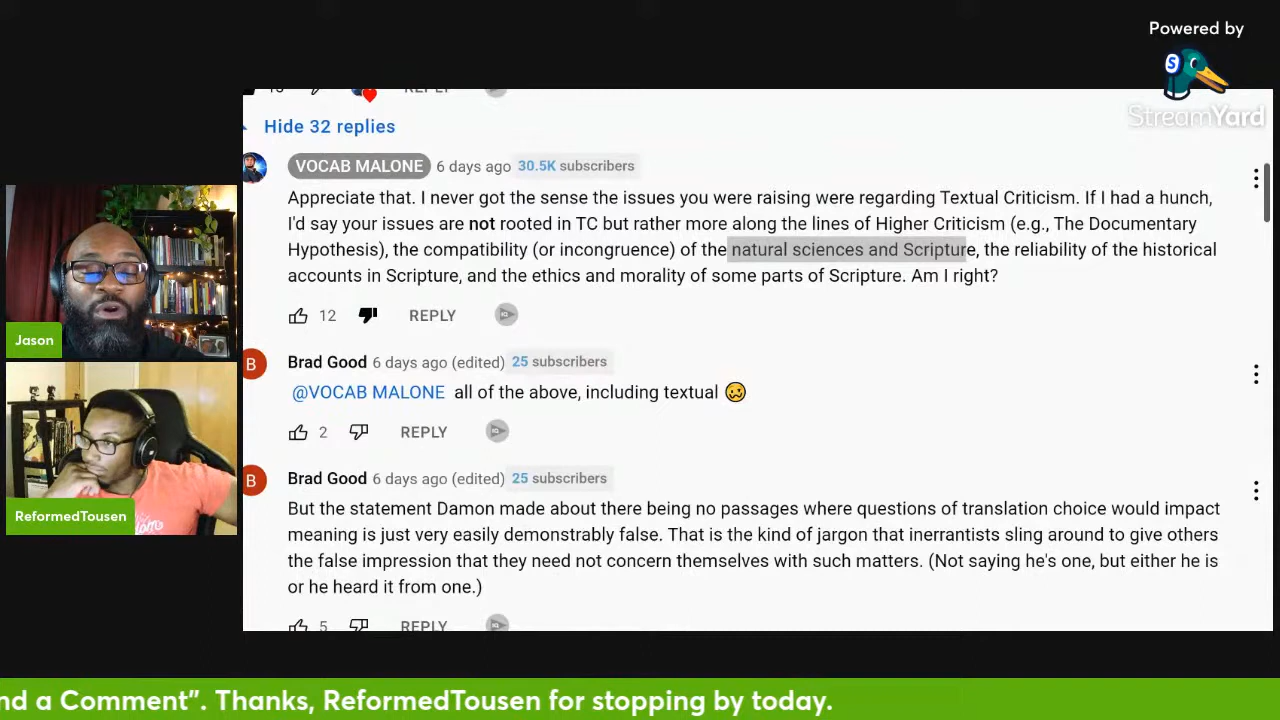 Powered by
S
StreamYard
13 REPLY
Hide 32 replies
VOCAB MALONE 6 days ago 30.5K subscribers
Appreciate that. I never got the sense the issues you were raising were regarding Textual Criticism. If I had a hunch,
I'd say your issues are not rooted in TC but rather more along the lines of Higher Criticism (e.g., The Documentary
Hypothesis), the compatibility (or incongruence) of the natural sciences and Scripture, the reliability of the historical
accounts in Scripture, and the ethics and morality of some parts of Scripture. Am I right?
12 REPLY
Jason
B
Brad Good 6 days ago (edited) 25 subscribers
@VOCAB MALONE all of the above, including textual 🥴
2 REPLY
B
Brad Good 6 days ago (edited) 25 subscribers
But the statement Damon made about there being no passages where questions of translation choice would impact
meaning is just very easily demonstrably false. That is the kind of jargon that inerrantists sling around to give others
the false impression that they need not concern themselves with such matters. (Not saying he's one, but either he is
or he heard it from one.)
5 REPLY
ReformedTousen
nd a Comment”. Thanks, ReformedTousen for stopping by today.